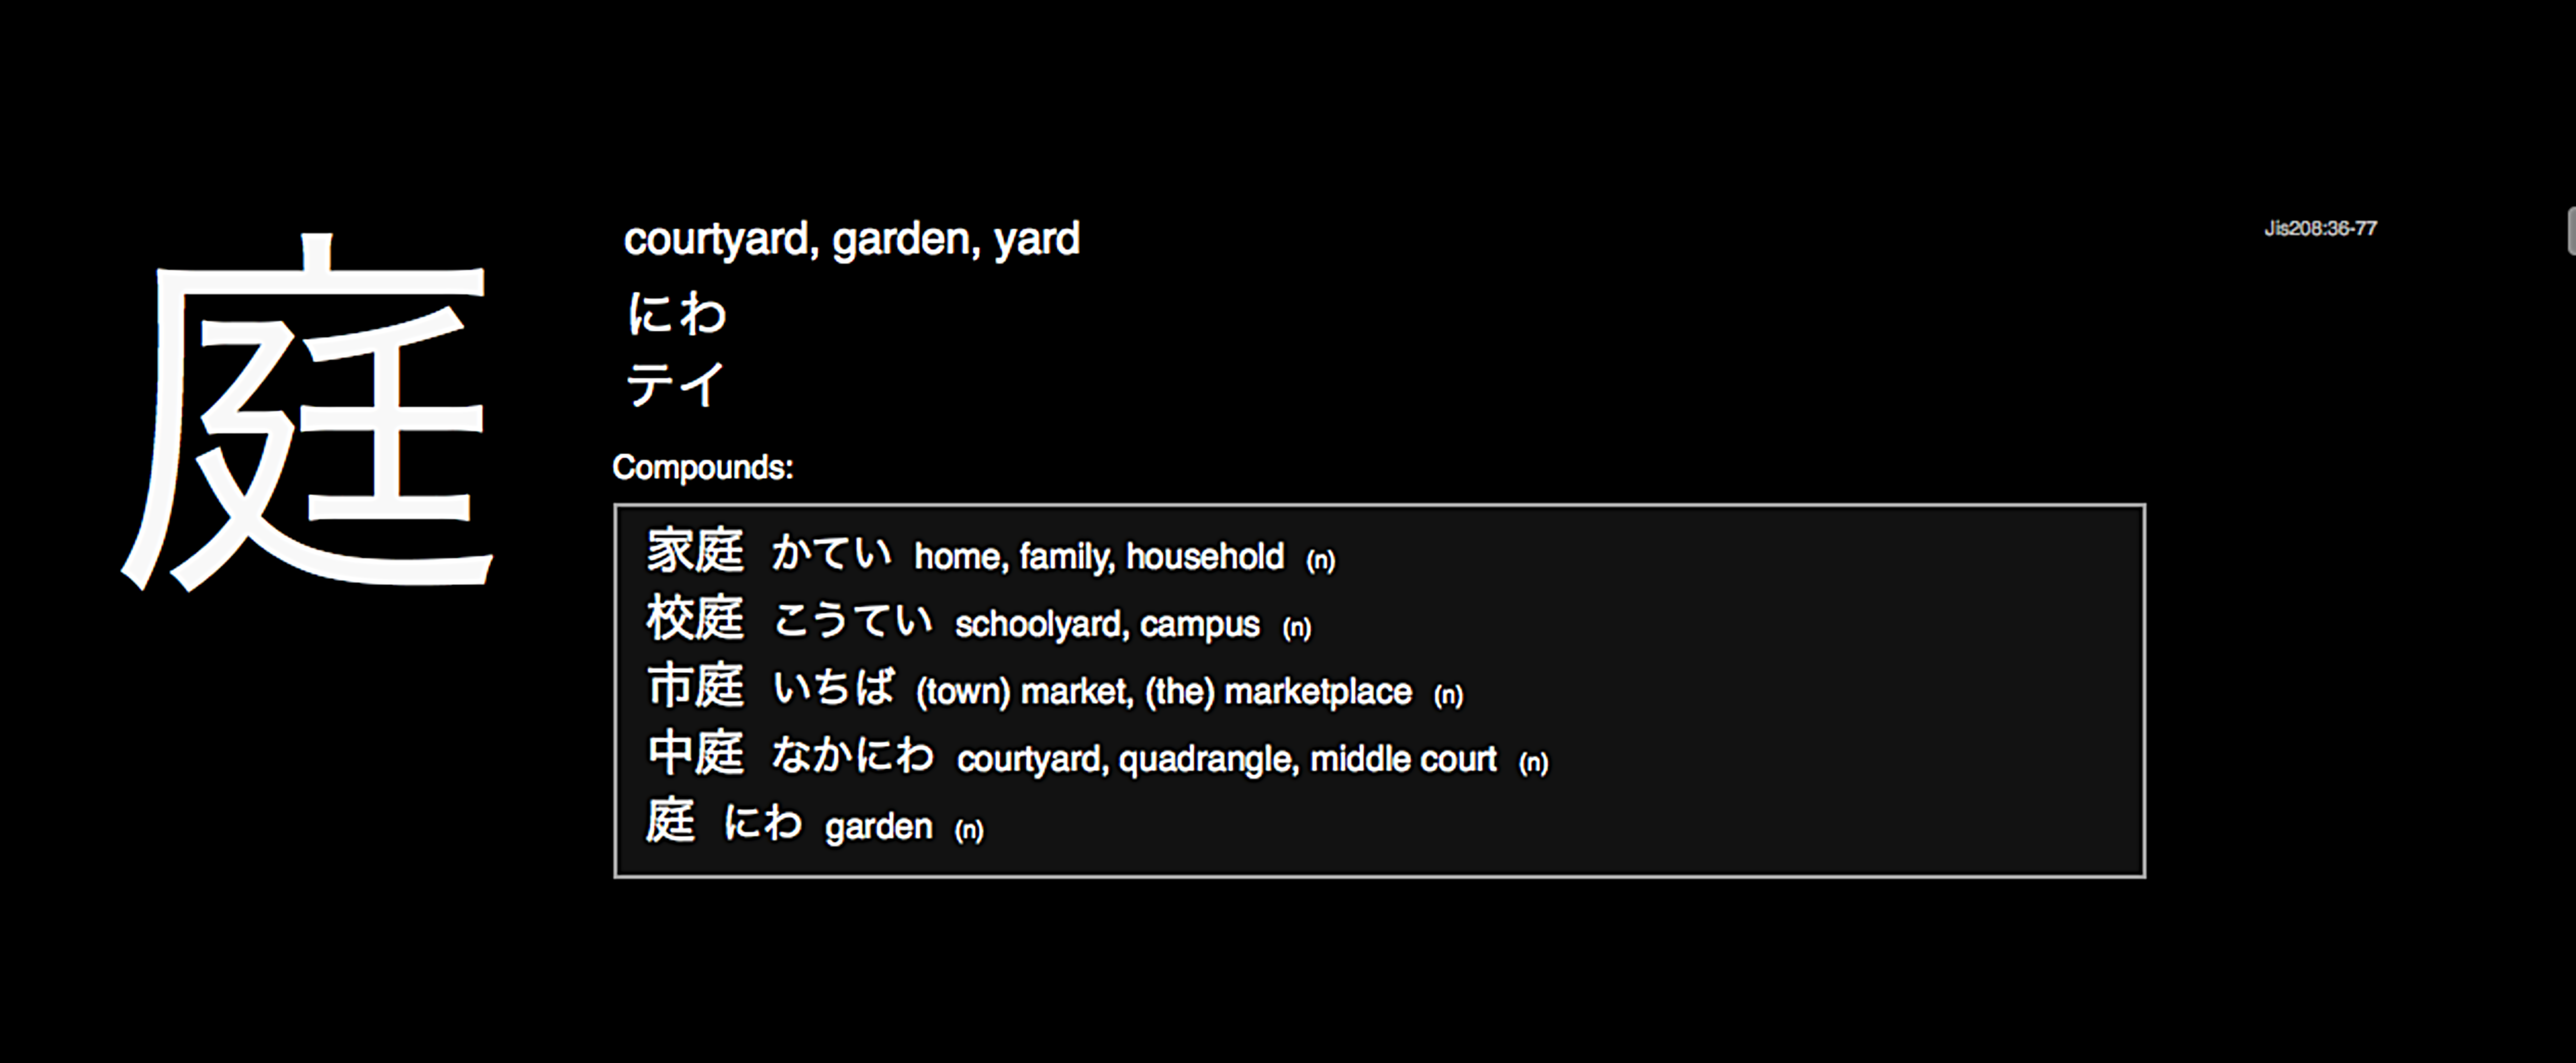 庭
courtyard, garden, yard
にわ
テイ
Jis208:36-77
Compounds:
家庭 かてい home, family, household (n)
校庭 こうてい schoolyard, campus (n)
市庭 いちば (town) market, (the) marketplace (n)
中庭 なかにわ courtyard, quadrangle, middle court (n)
庭 にわ garden (n)